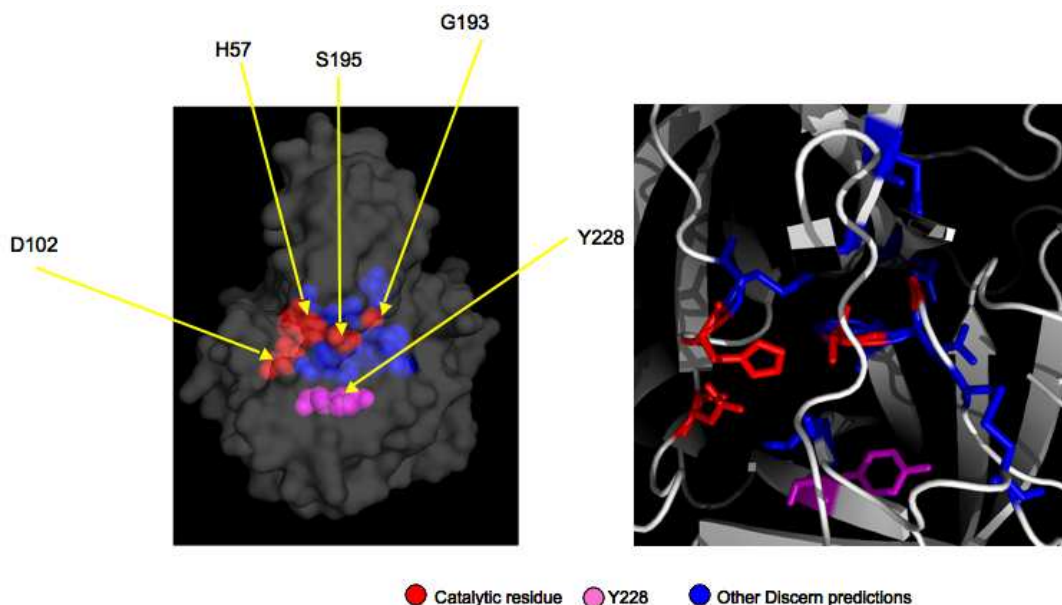 G193
H57
S195
D102
Y228
Catalytic residue Y228 Other Discern predictions